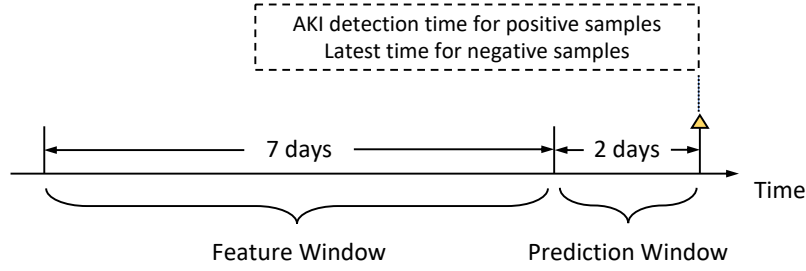 AKI detection time for positive samples
Latest time for negative samples
7 days
2 days
Time
Feature Window
Prediction Window